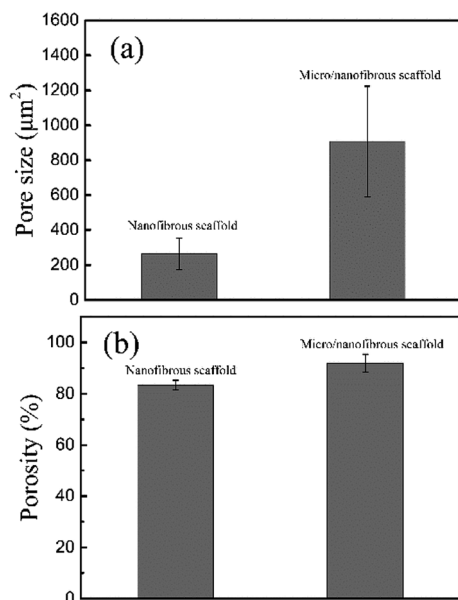 (a)
Pore size (μm²)
1600
1400
1200
1000
800
600
400
200
0
Nanofibrous scaffold
Micro/nanofibrous scaffold
(b)
Porosity (%)
100
80
60
40
20
0
Nanofibrous scaffold
Micro/nanofibrous scaffold